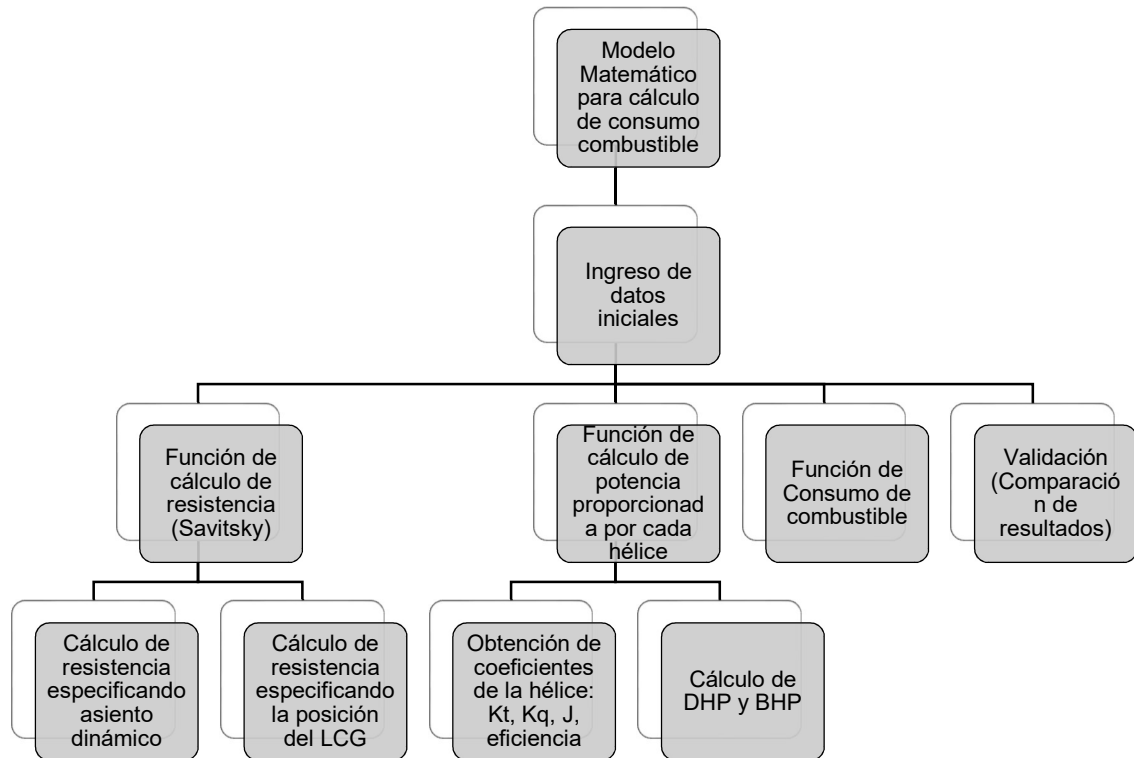 Modelo
Matemático
para cálculo
de consumo
combustible
Ingreso de
datos
iniciales
Función de
cálculo de
resistencia
(Savitsky)
Función de
cálculo de
potencia
proporcionad
a por cada
hélice
Función de
Consumo de
combustible
Validación
(Comparació
n de
resultados)
Cálculo de
resistencia
especificando
asiento
dinámico
Cálculo de
resistencia
especificando
la posición
del LCG
Obtención de
coeficientes
de la hélice:
Kt, Kq, J,
eficiencia
Cálculo de
DHP y BHP